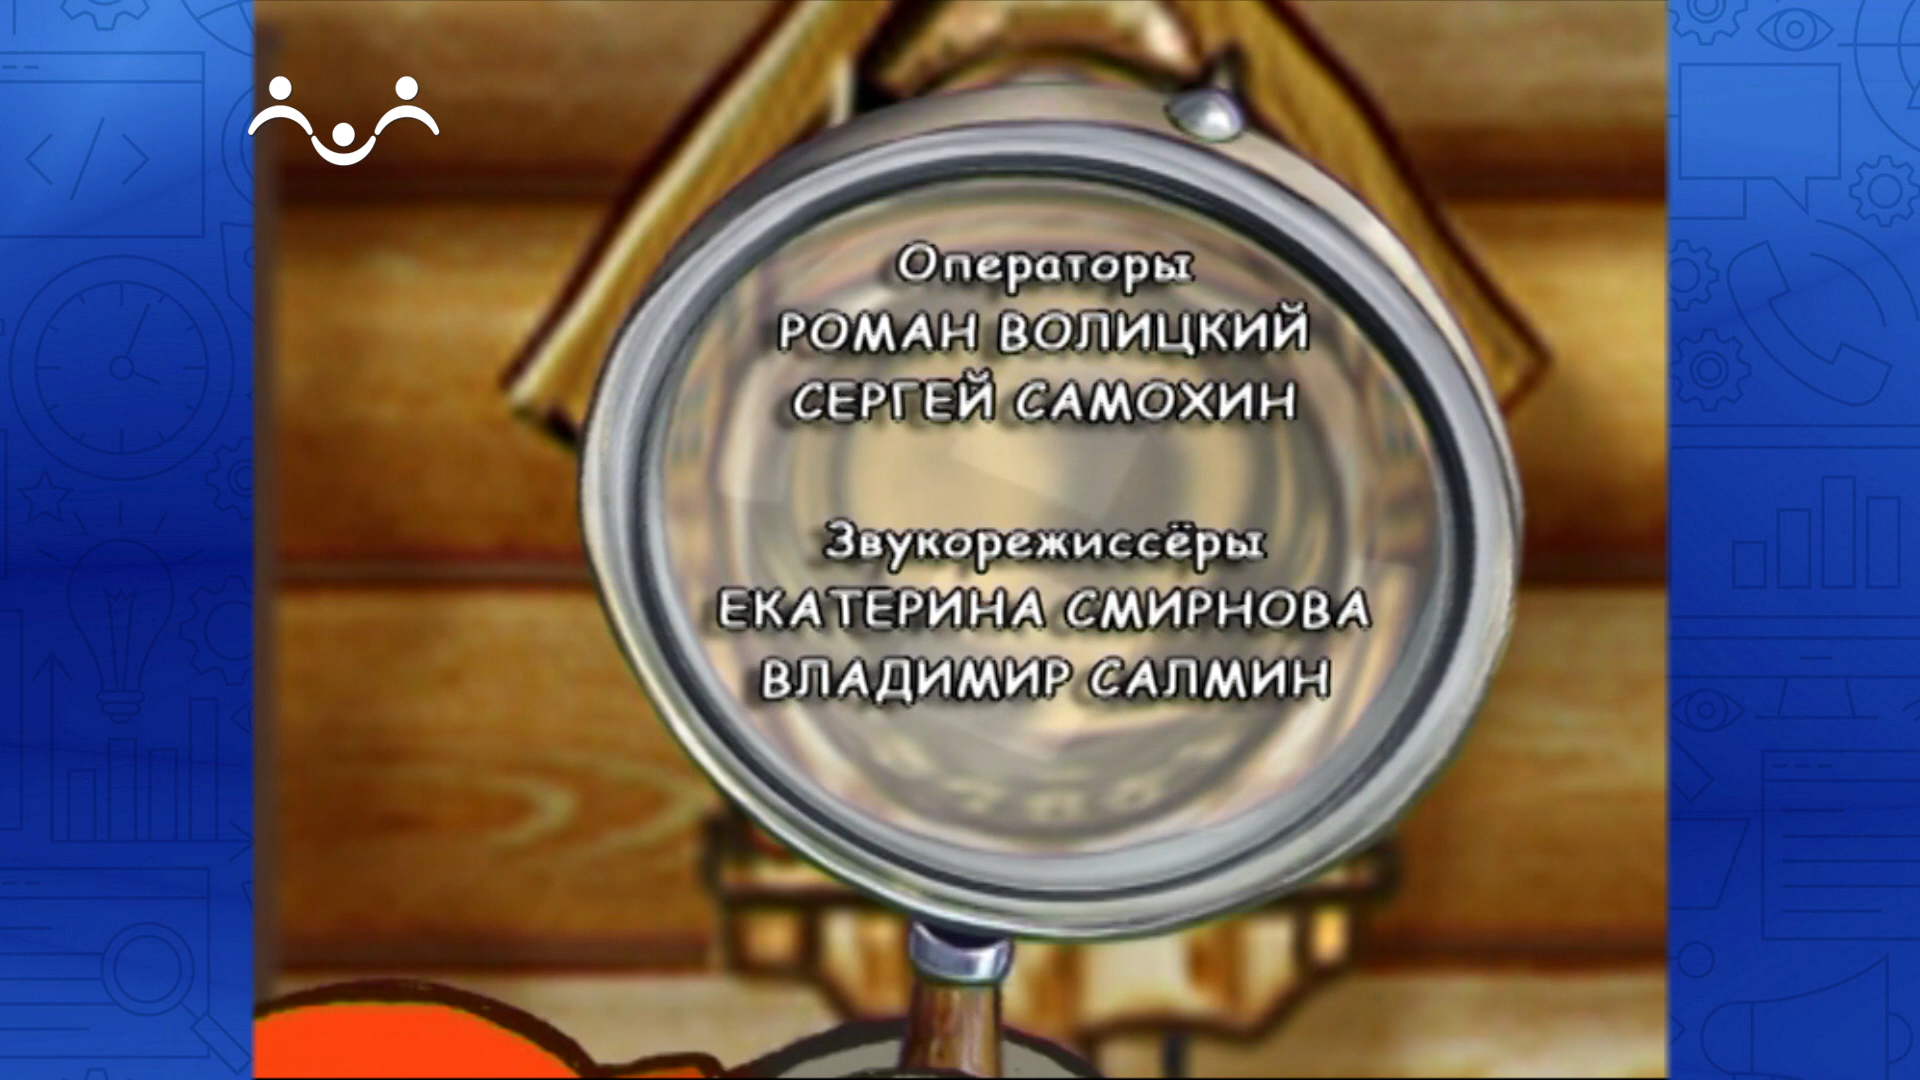 Операторы
РОМАН ВОЛИЦКИЙ
СЕРГЕЙ САМОХИН
Звукорежиссёры
ЕКАТЕРИНА СМИРНОВА
ВЛАДИМИР САЛМИН